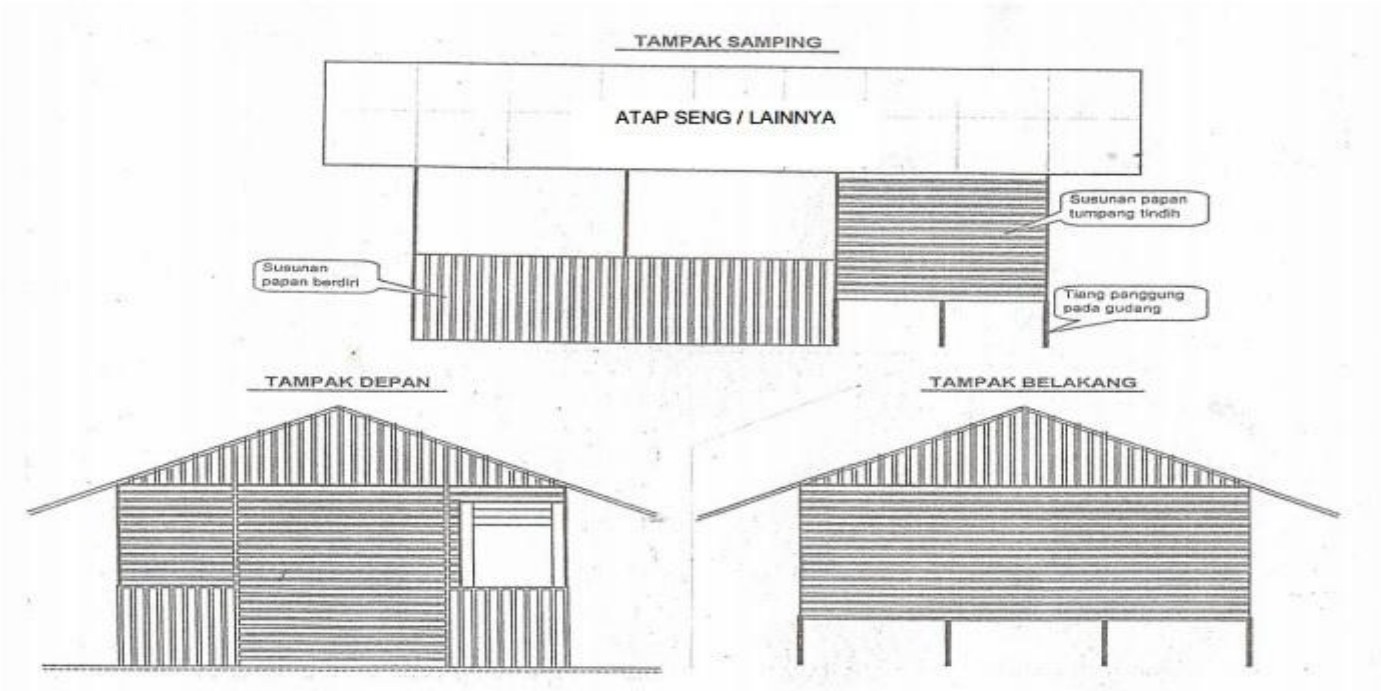 TAMPAK SAMPING
ATAP SENG / LAINNYA
Susunan papan
tumpang tindih
Susunan
papan berdiri
Tiang panggung
pada gudang
TAMPAK DEPAN
TAMPAK BELAKANG